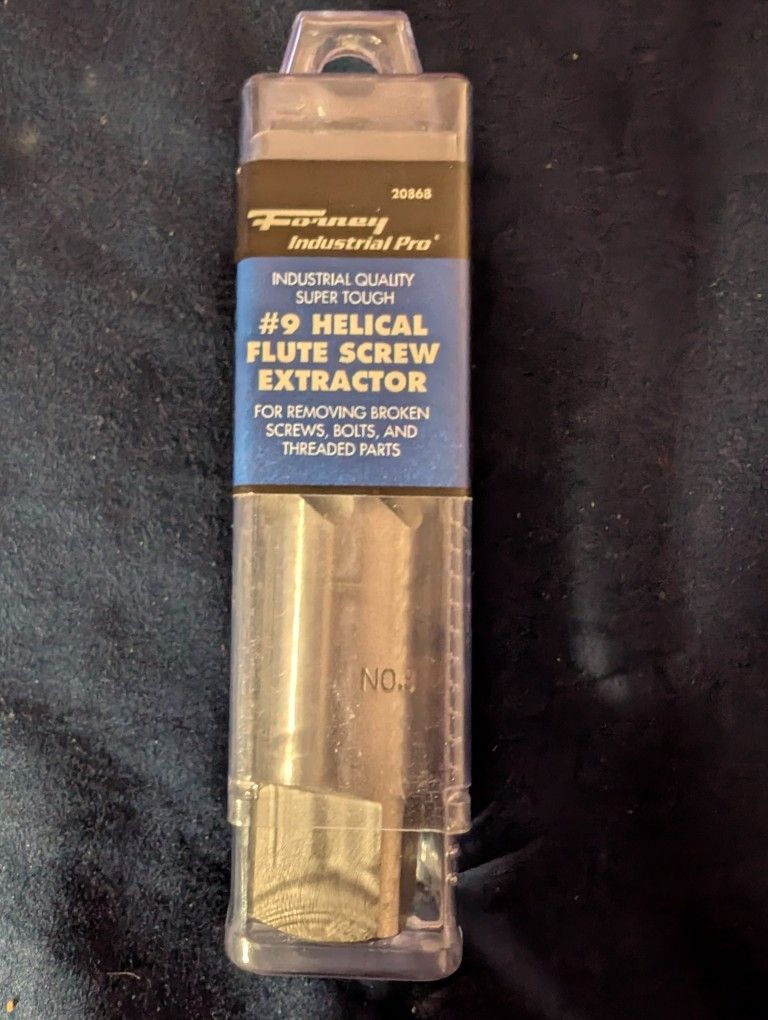 20868
Forney
Industrial Pro®
INDUSTRIAL QUALITY
SUPER TOUGH
#9 HELICAL
FLUTE SCREW
EXTRACTOR
FOR REMOVING BROKEN
SCREWS, BOLTS, AND
THREADED PARTS
NO.